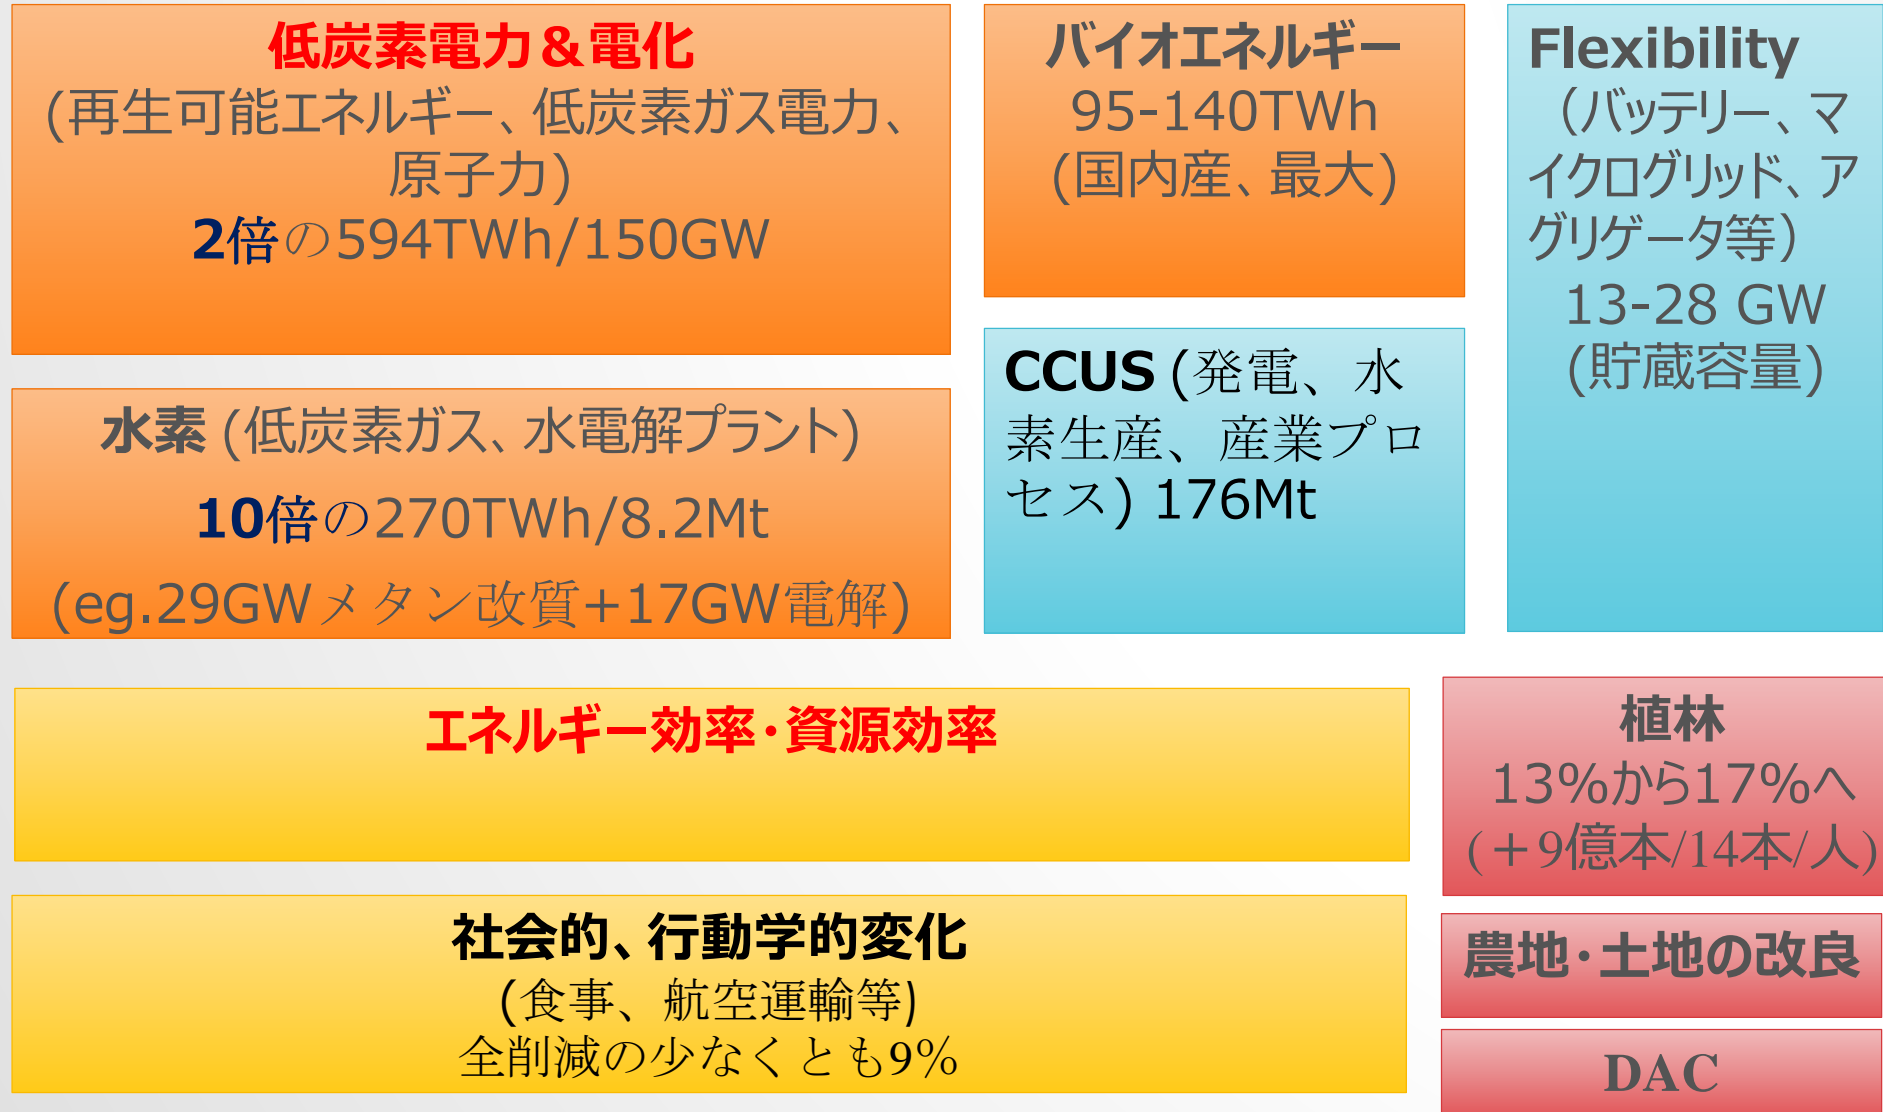 低炭素電力＆電化
(再生可能エネルギー、低炭素ガス電力、
原子力)
2倍の594TWh/150GW
バイオエネルギー
95-140TWh
(国内産、最大)
Flexibility
（バッテリー、マ
イクログリッド、ア
グリゲータ等）
13-28 GW
(貯蔵容量)
水素 (低炭素ガス、水電解プラント)
10倍の270TWh/8.2Mt
(eg.29GWメタン改質+17GW電解)
CCUS (発電、水
素生産、産業プロ
セス) 176Mt
エネルギー効率･資源効率
植林
13%から17%へ
(＋9億本/14本/人)
社会的、行動学的変化
(食事、航空運輸等)
全削減の少なくとも9％
農地･土地の改良
DAC